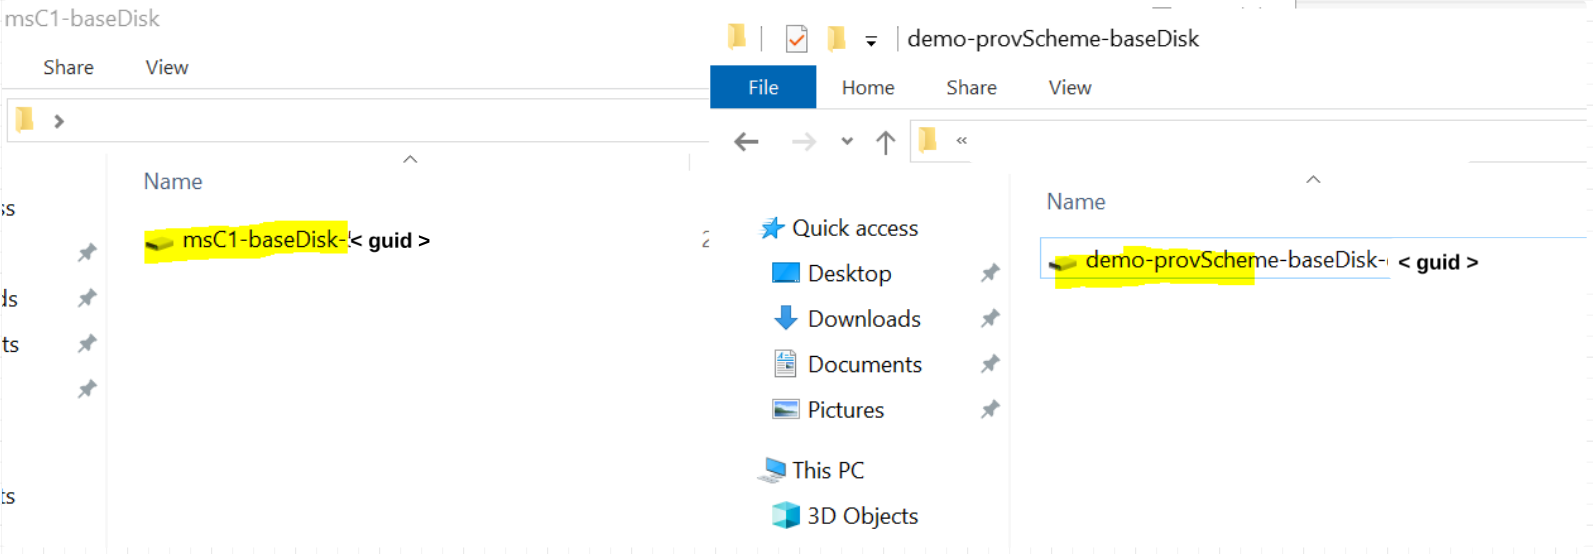 msC1-baseDisk
Share View
Name
ss
msC1-baseDisk- < guid >
ds
ts
ts
demo-provScheme-baseDisk
File Home Share View
«
Name
Quick access
demo-provScheme-baseDisk- < guid >
Desktop
Downloads
Documents
Pictures
This PC
3D Objects